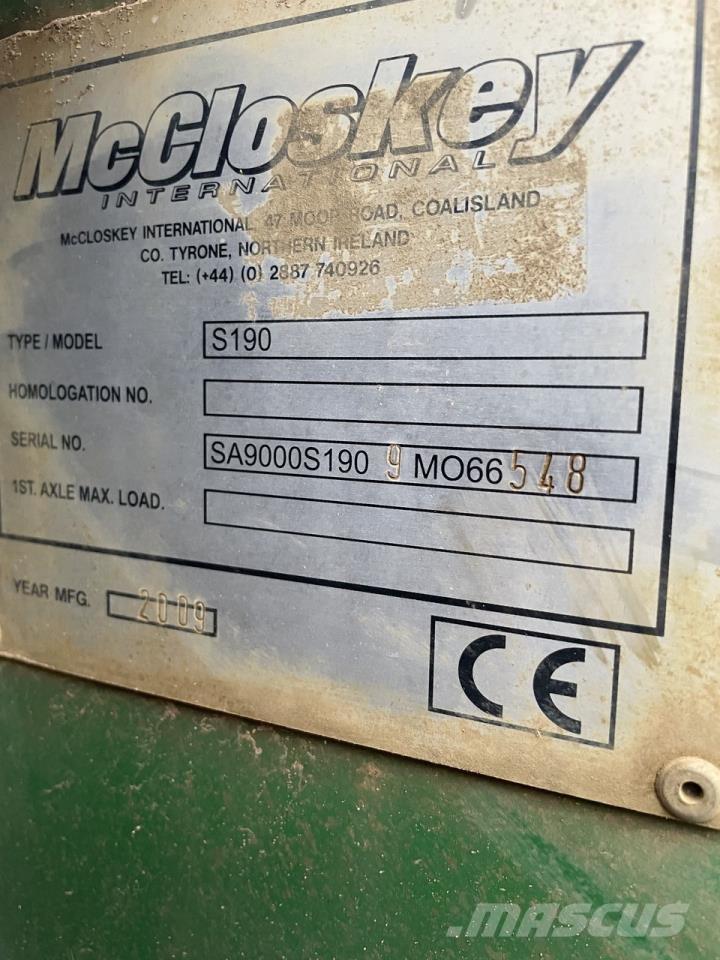 McCloskey
INTERNATIONAL
McCLOSKEY INTERNATIONAL 47 MOOR ROAD, COALISLAND
CO. TYRONE, NORTHERN IRELAND
TEL: (+44) (0) 2887 740926
TYPE / MODEL S190
HOMOLOGATION NO.
SERIAL NO. SA9000S190 9 MO66548
1ST. AXLE MAX. LOAD.
YEAR MFG. 2009
CE
MASCUS